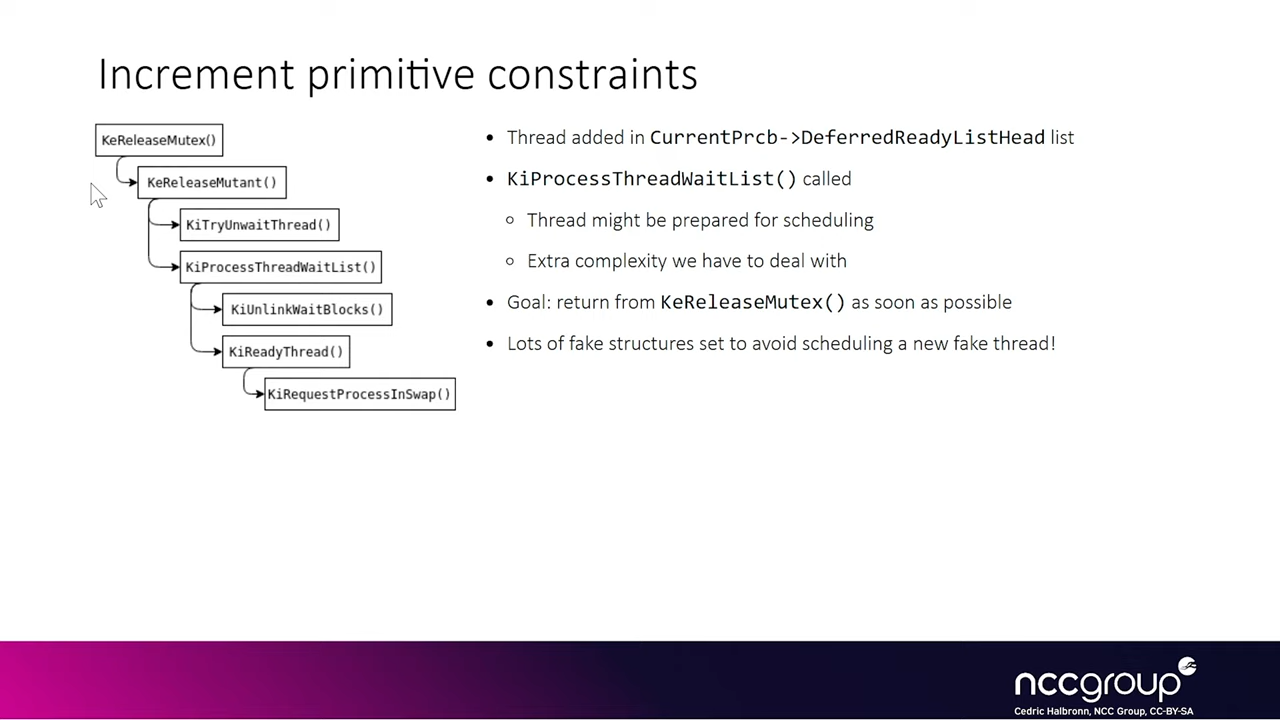 Increment primitive constraints
KeReleaseMutex()
KeReleaseMutant()
KiTryUnwaitThread()
KiProcessThreadWaitList()
KiUnlinkWaitBlocks()
KiReadyThread()
KiRequestProcessInSwap()
• Thread added in CurrentPrcb->DeferredReadyListHead list
• KiProcessThreadWaitList() called
○ Thread might be prepared for scheduling
○ Extra complexity we have to deal with
• Goal: return from KeReleaseMutex() as soon as possible
• Lots of fake structures set to avoid scheduling a new fake thread!
nccgroup
Cedric Halbronn, NCC Group, CC-BY-SA